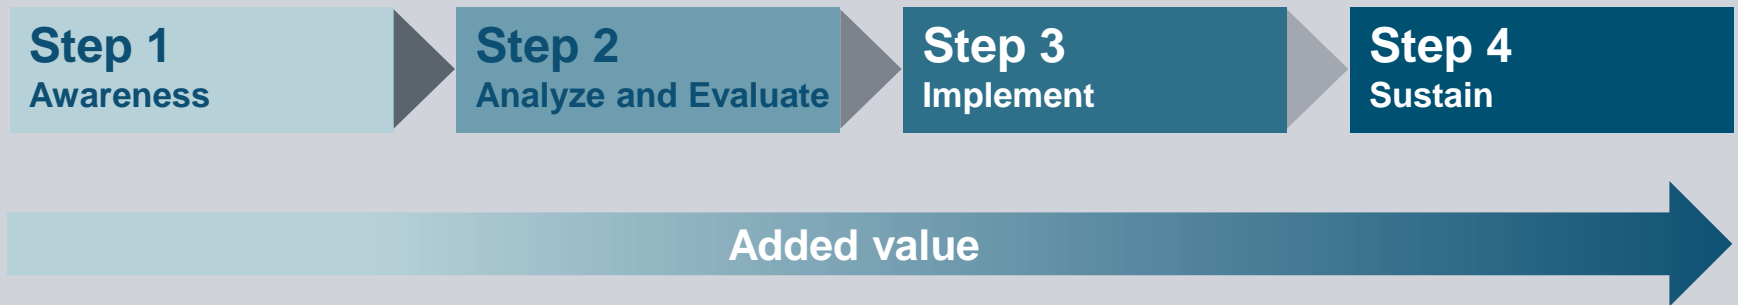 Step 1
Awareness
Step 2
Analyze and Evaluate
Step 3
Implement
Step 4
Sustain
Added value